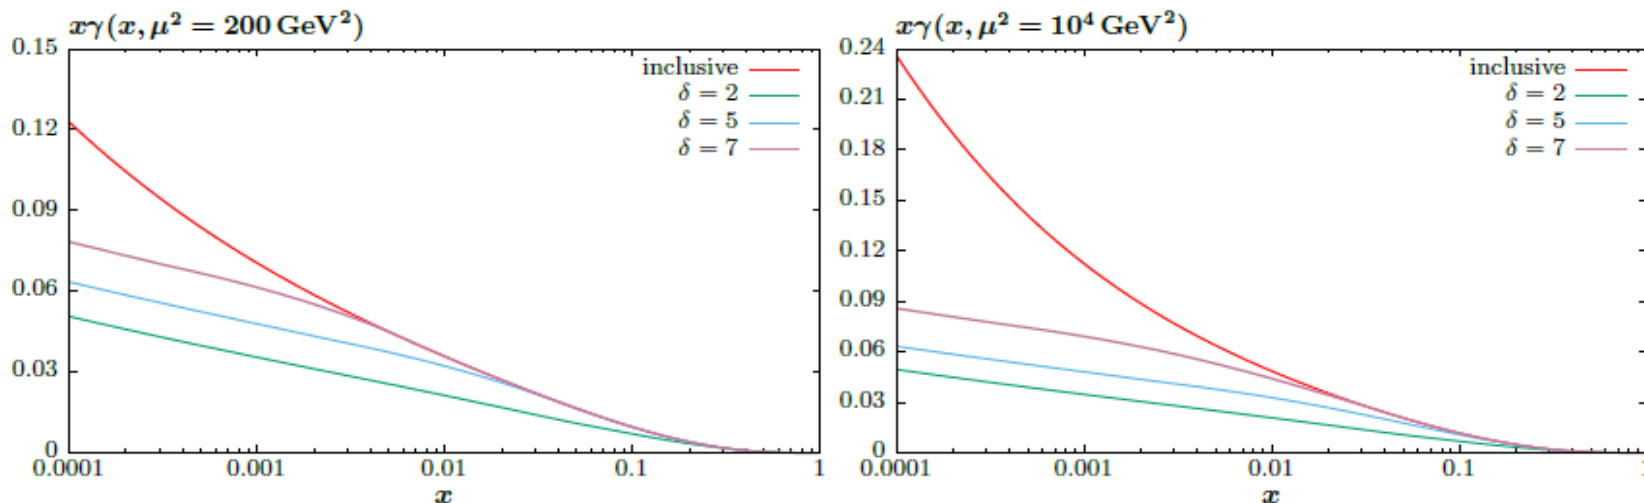 xγ(x, μ² = 200 GeV²)
0.15
0.12
0.09
0.06
0.03
0
0.0001 0.001 0.01 0.1 1
x
inclusive
δ = 2
δ = 5
δ = 7
xγ(x, μ² = 10⁴ GeV²)
0.24
0.21
0.18
0.15
0.12
0.09
0.06
0.03
0
0.0001 0.001 0.01 0.1 1
x
inclusive
δ = 2
δ = 5
δ = 7